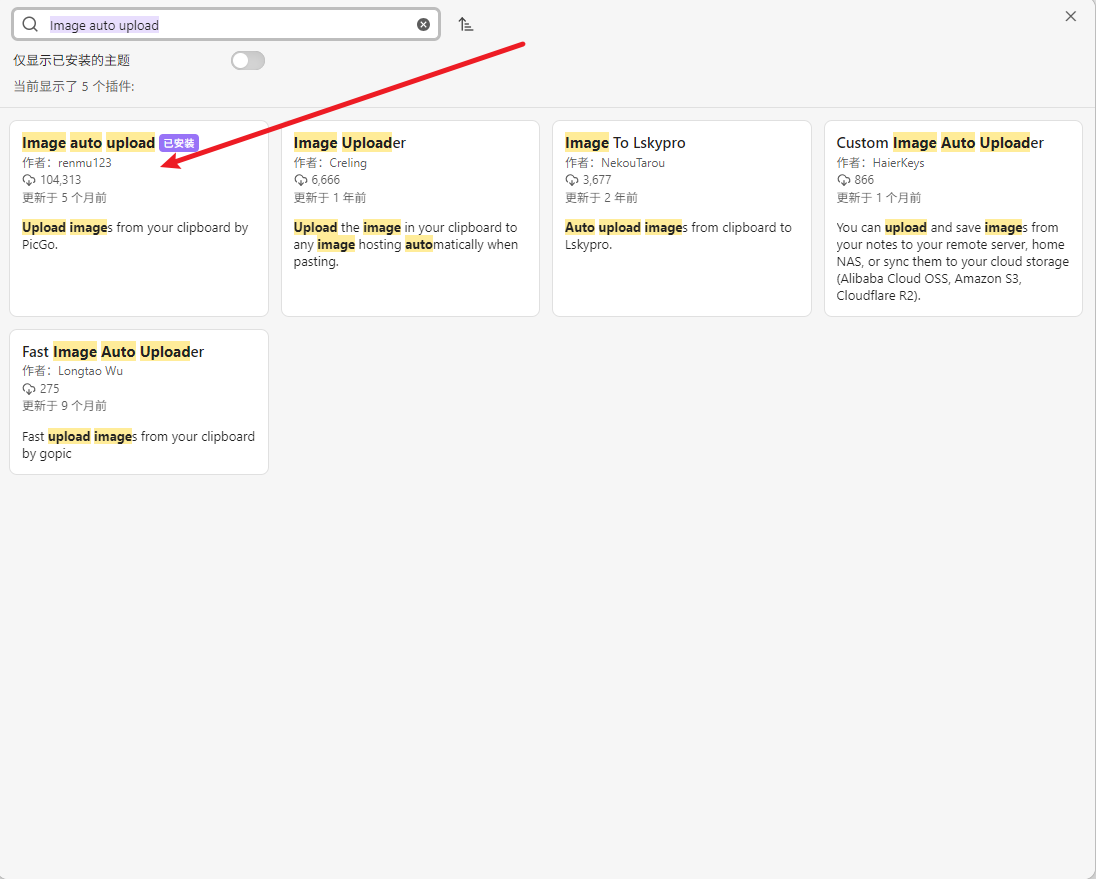 Image auto upload
仅显示已安装的主题
当前显示了 5 个插件:
Image auto upload 已安装
作者：renmu123
104,313
更新于 5 个月前
Upload images from your clipboard by
PicGo.
Image Uploader
作者：Creling
6,666
更新于 1 年前
Upload the image in your clipboard to
any image hosting automatically when
pasting.
Image To Lskypro
作者：NekouTarou
3,677
更新于 2 年前
Auto upload images from clipboard to
Lskypro.
Custom Image Auto Uploader
作者：HaierKeys
866
更新于 1 个月前
You can upload and save images from
your notes to your remote server, home
NAS, or sync them to your cloud storage
(Alibaba Cloud OSS, Amazon S3,
Cloudflare R2).
Fast Image Auto Uploader
作者：Longtao Wu
275
更新于 9 个月前
Fast upload images from your clipboard
by gopic